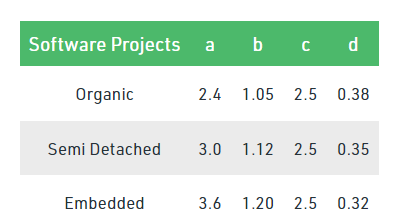 Software Projects a b c d
Organic 2.4 1.05 2.5 0.38
Semi Detached 3.0 1.12 2.5 0.35
Embedded 3.6 1.20 2.5 0.32